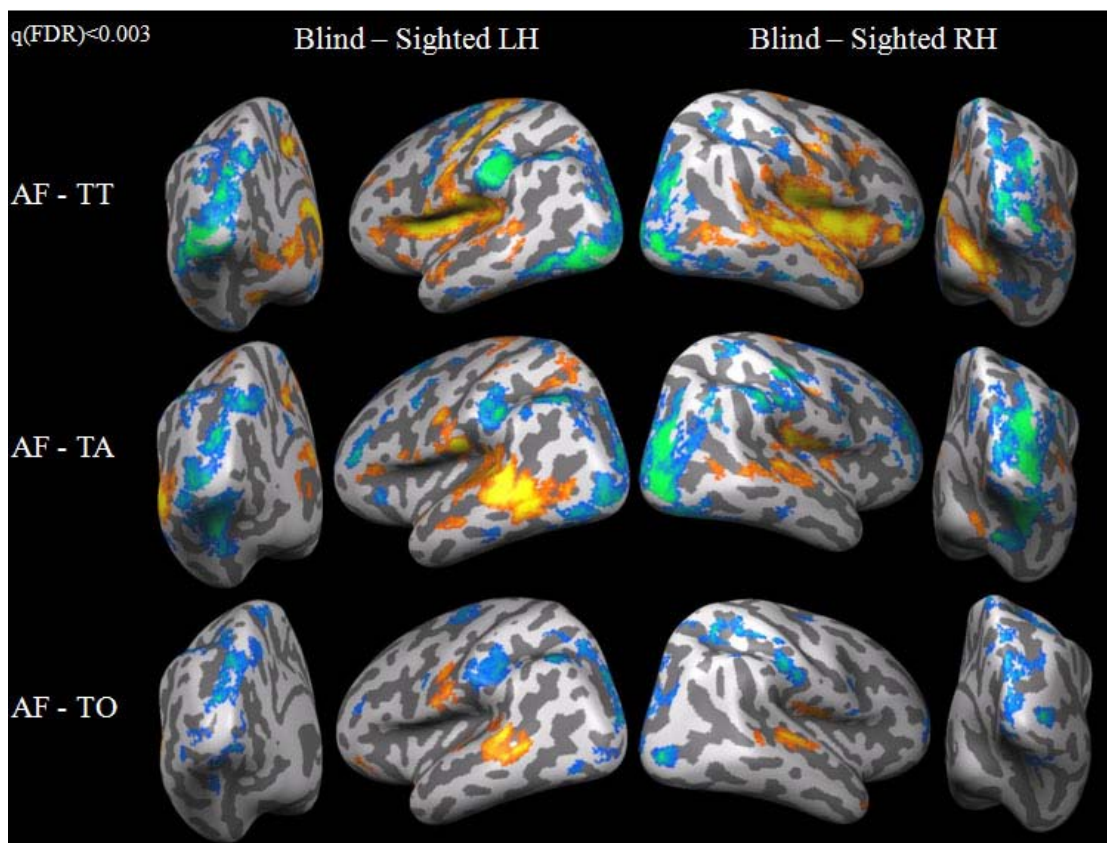 q(FDR)<0.003
Blind – Sighted LH
Blind – Sighted RH
AF - TT
AF - TA
AF - TO